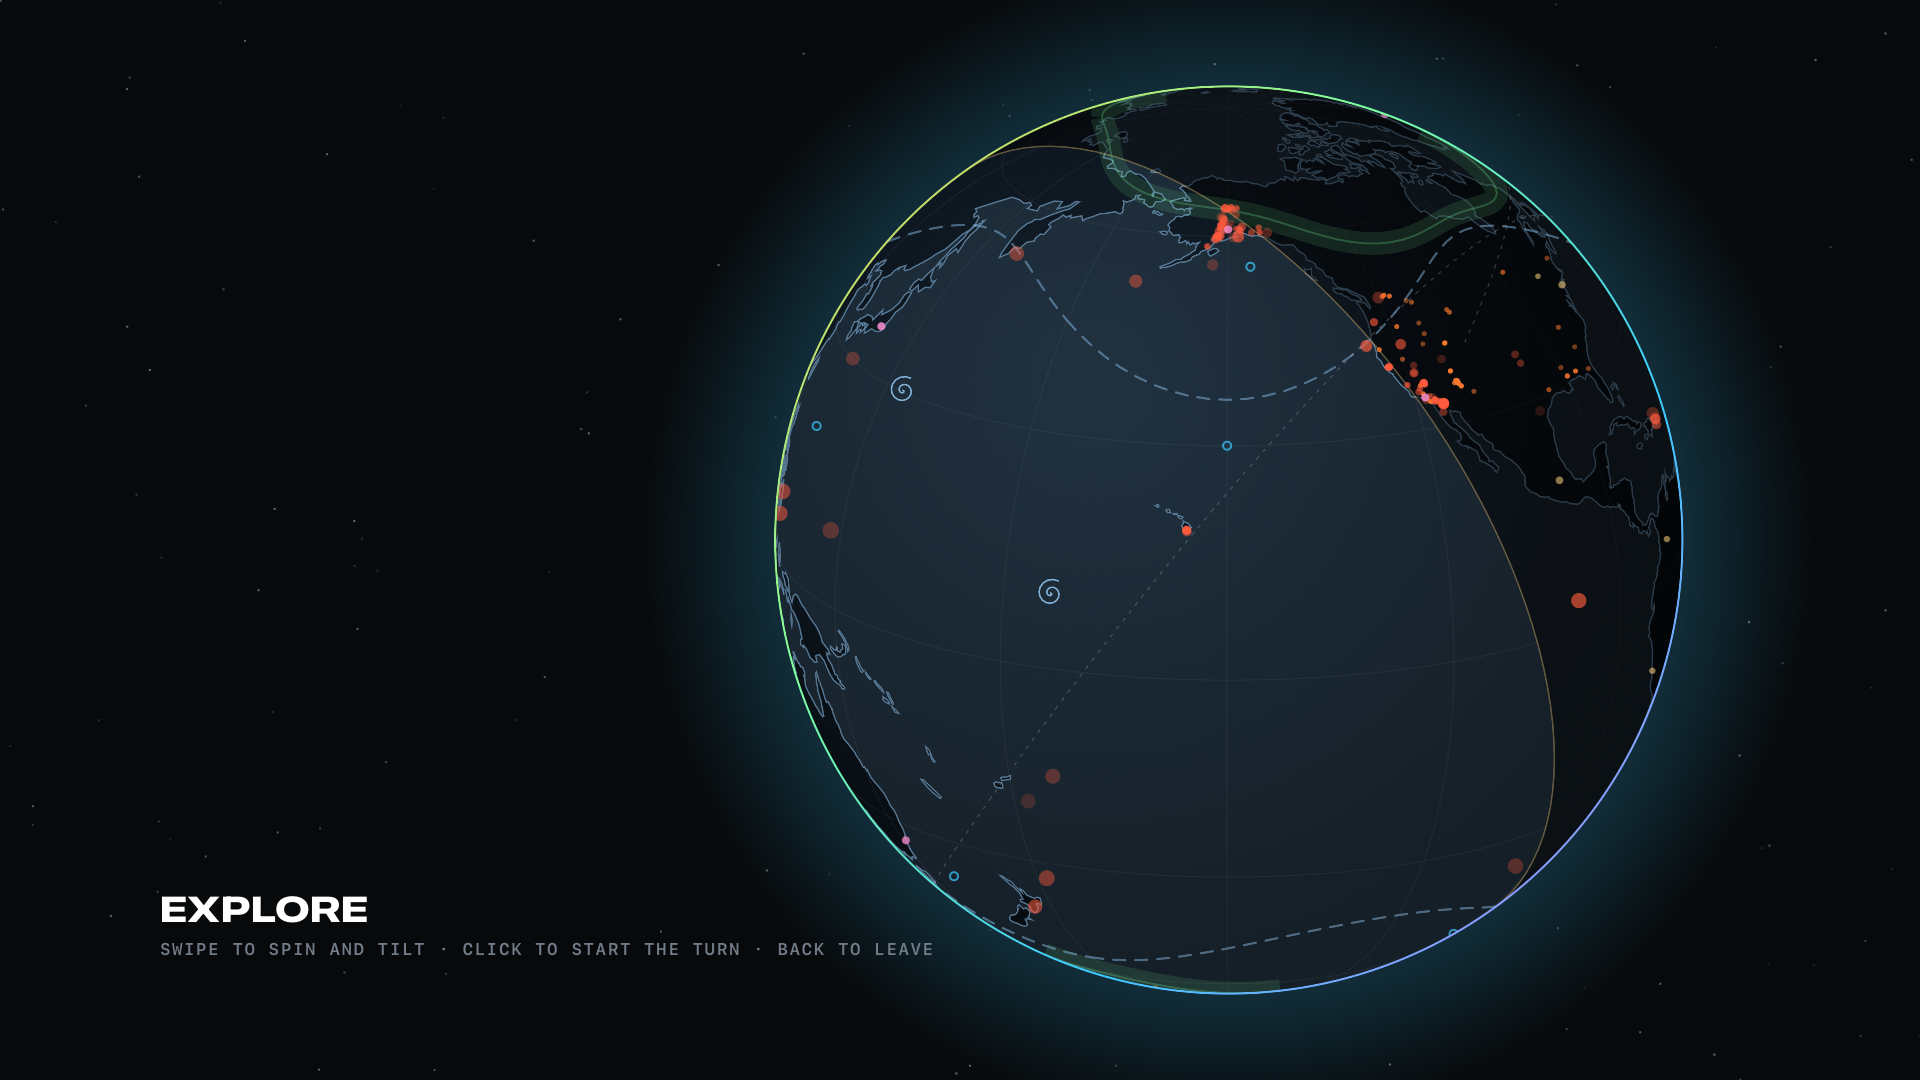 EXPLORE
SWIPE TO SPIN AND TILT · CLICK TO START THE TURN · BACK TO LEAVE